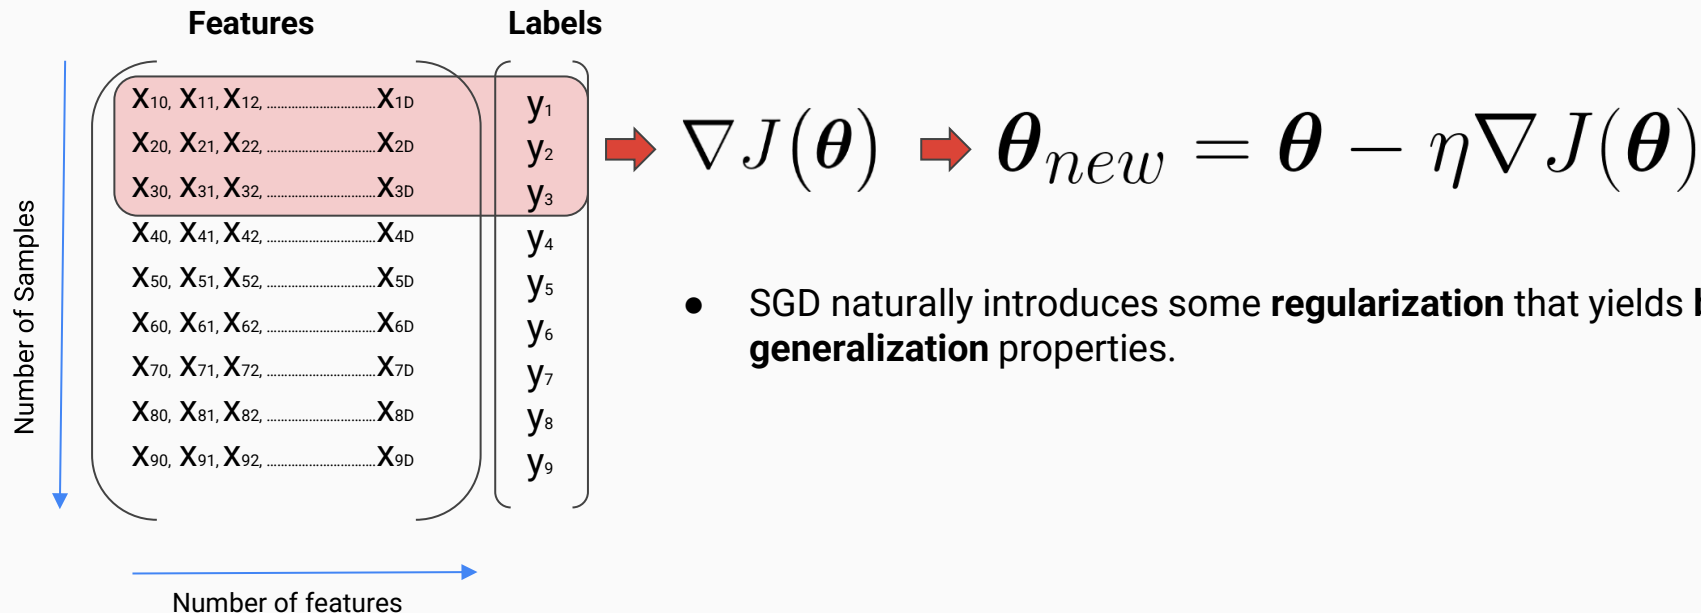 Features Labels
X10, X11, X12, ...............................X1D y1
X20, X21, X22, ...............................X2D y2
X30, X31, X32, ...............................X3D y3
X40, X41, X42, ...............................X4D y4
X50, X51, X52, ...............................X5D y5
X60, X61, X62, ...............................X6D y6
X70, X71, X72, ...............................X7D y7
X80, X81, X82, ...............................X8D y8
X90, X91, X92, ...............................X9D y9
Number of Samples
Number of features
∇J(θ)
θnew = θ − η∇J(θ)
● SGD naturally introduces some regularization that yields
generalization properties.